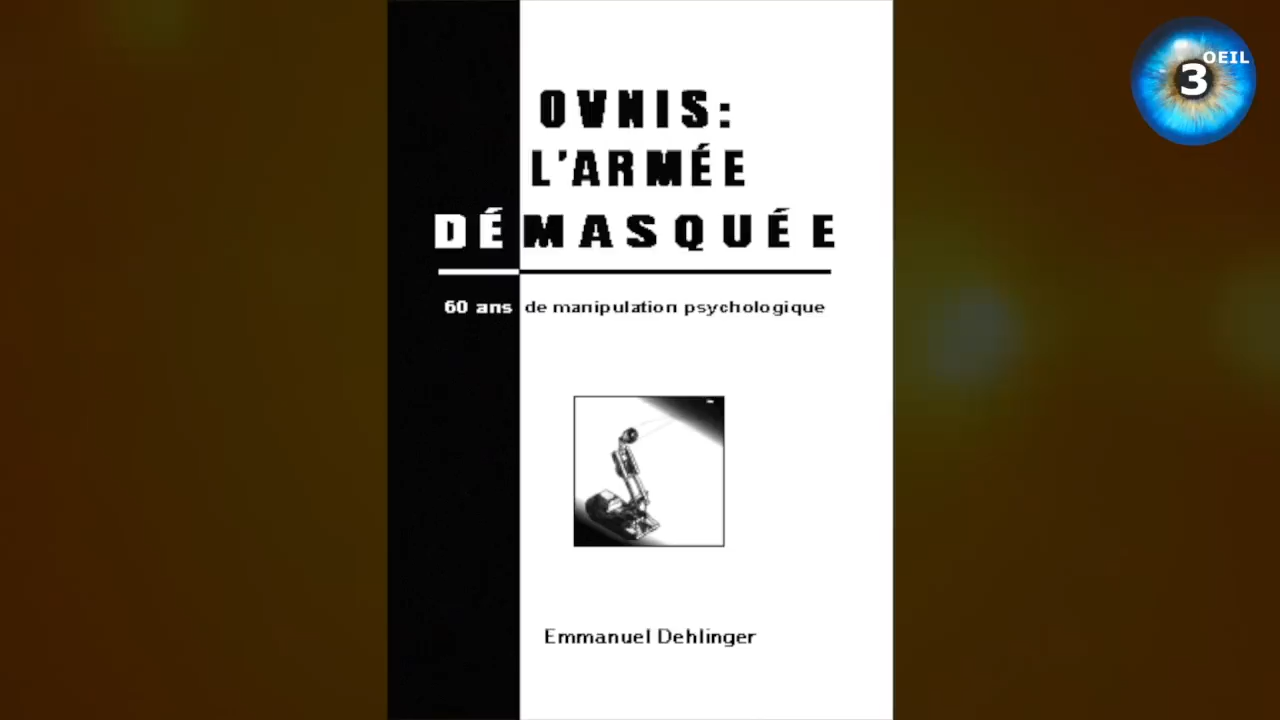 OVNIS:
L'ARMÉE
DÉMASQUÉE
60 ans de manipulation psychologique
Emmanuel Dehlinger
OEIL
3